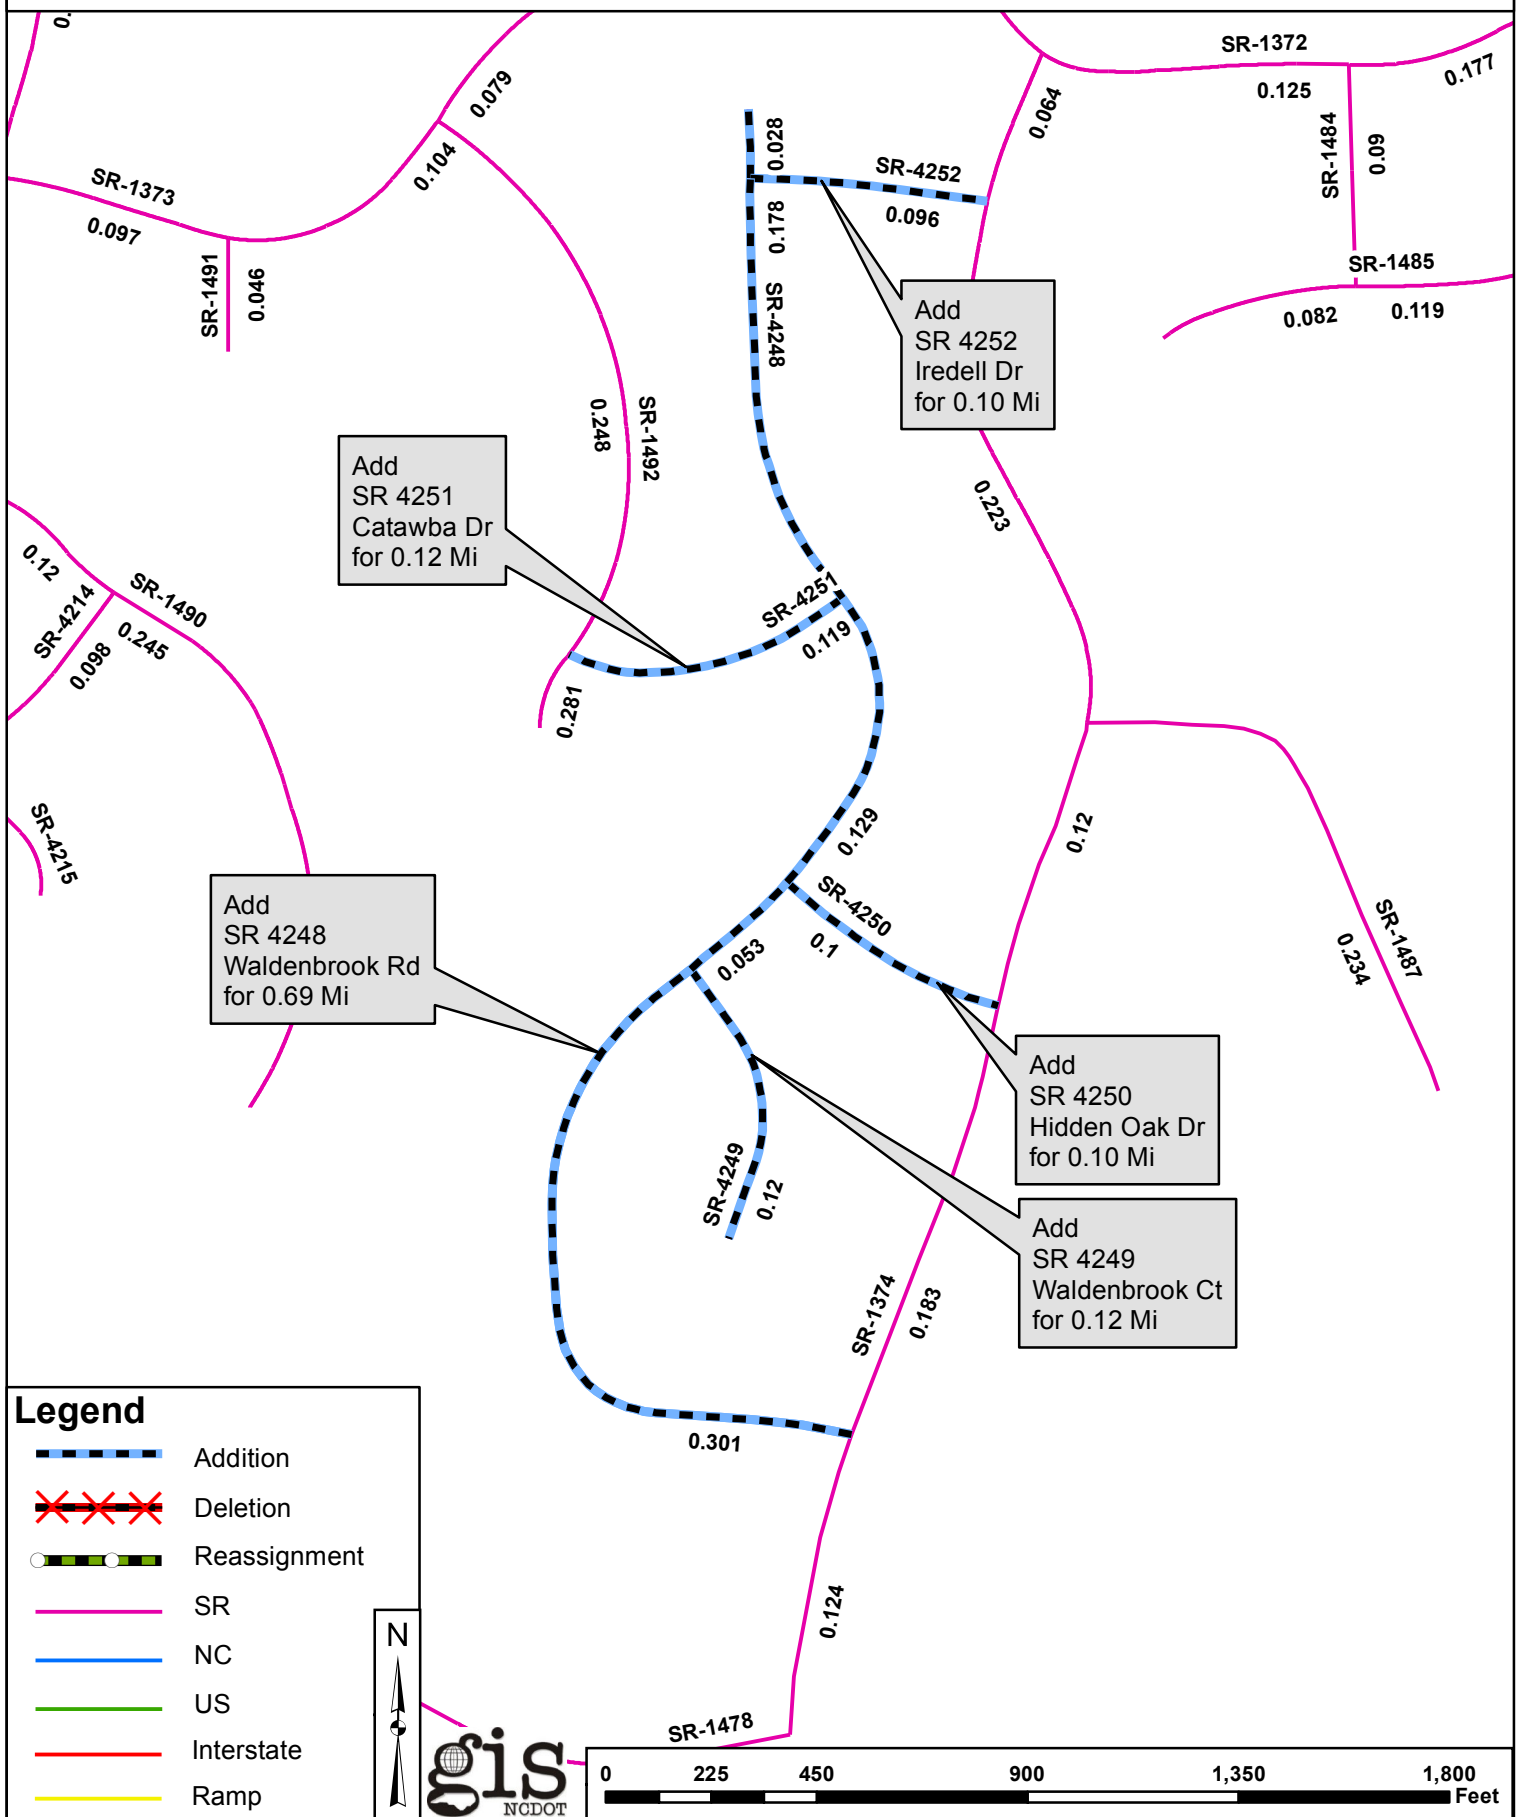 0.
0.079
SR-1372
0.177
0.125
0.064
0.028
SR-4252
0.096
SR-1484
0.09
0.104
SR-1373
0.097
SR-1491
0.046
0.178
SR-4248
SR-1485
0.082
0.119
Add
SR 4252
Iredell Dr
for 0.10 Mi
0.248
SR-1492
Add
SR 4251
Catawba Dr
for 0.12 Mi
0.223
0.12
SR-4214
SR-1490
0.245
0.098
SR-4251
0.119
0.281
SR-4215
0.129
0.12
Add
SR 4248
Waldenbrook Rd
for 0.69 Mi
SR-4250
0.1
0.053
SR-1487
0.234
Add
SR 4250
Hidden Oak Dr
for 0.10 Mi
SR-4249
0.12
Add
SR 4249
Waldenbrook Ct
for 0.12 Mi
SR-1374
0.183
0.301
0.124
SR-1478
Legend
Addition
Deletion
Reassignment
SR
NC
US
Interstate
Ramp
N
gis
NCDOT
0 225 450 900 1,350 1,800
Feet